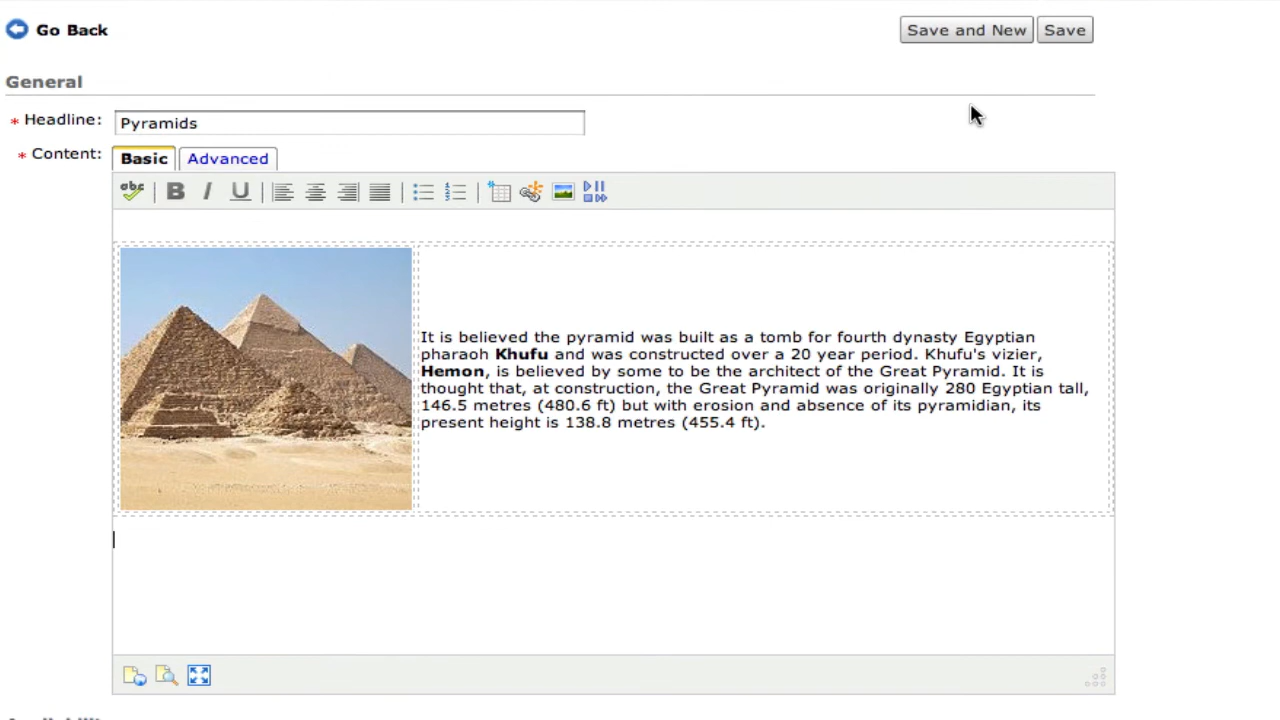 Go Back
Save and New Save
General
* Headline: Pyramids
* Content: Basic Advanced
abc B I U
It is believed the pyramid was built as a tomb for fourth dynasty Egyptian
pharaoh Khufu and was constructed over a 20 year period. Khufu's vizier,
Hemon, is believed by some to be the architect of the Great Pyramid. It is
thought that, at construction, the Great Pyramid was originally 280 Egyptian tall,
146.5 metres (480.6 ft) but with erosion and absence of its pyramidian, its
present height is 138.8 metres (455.4 ft).